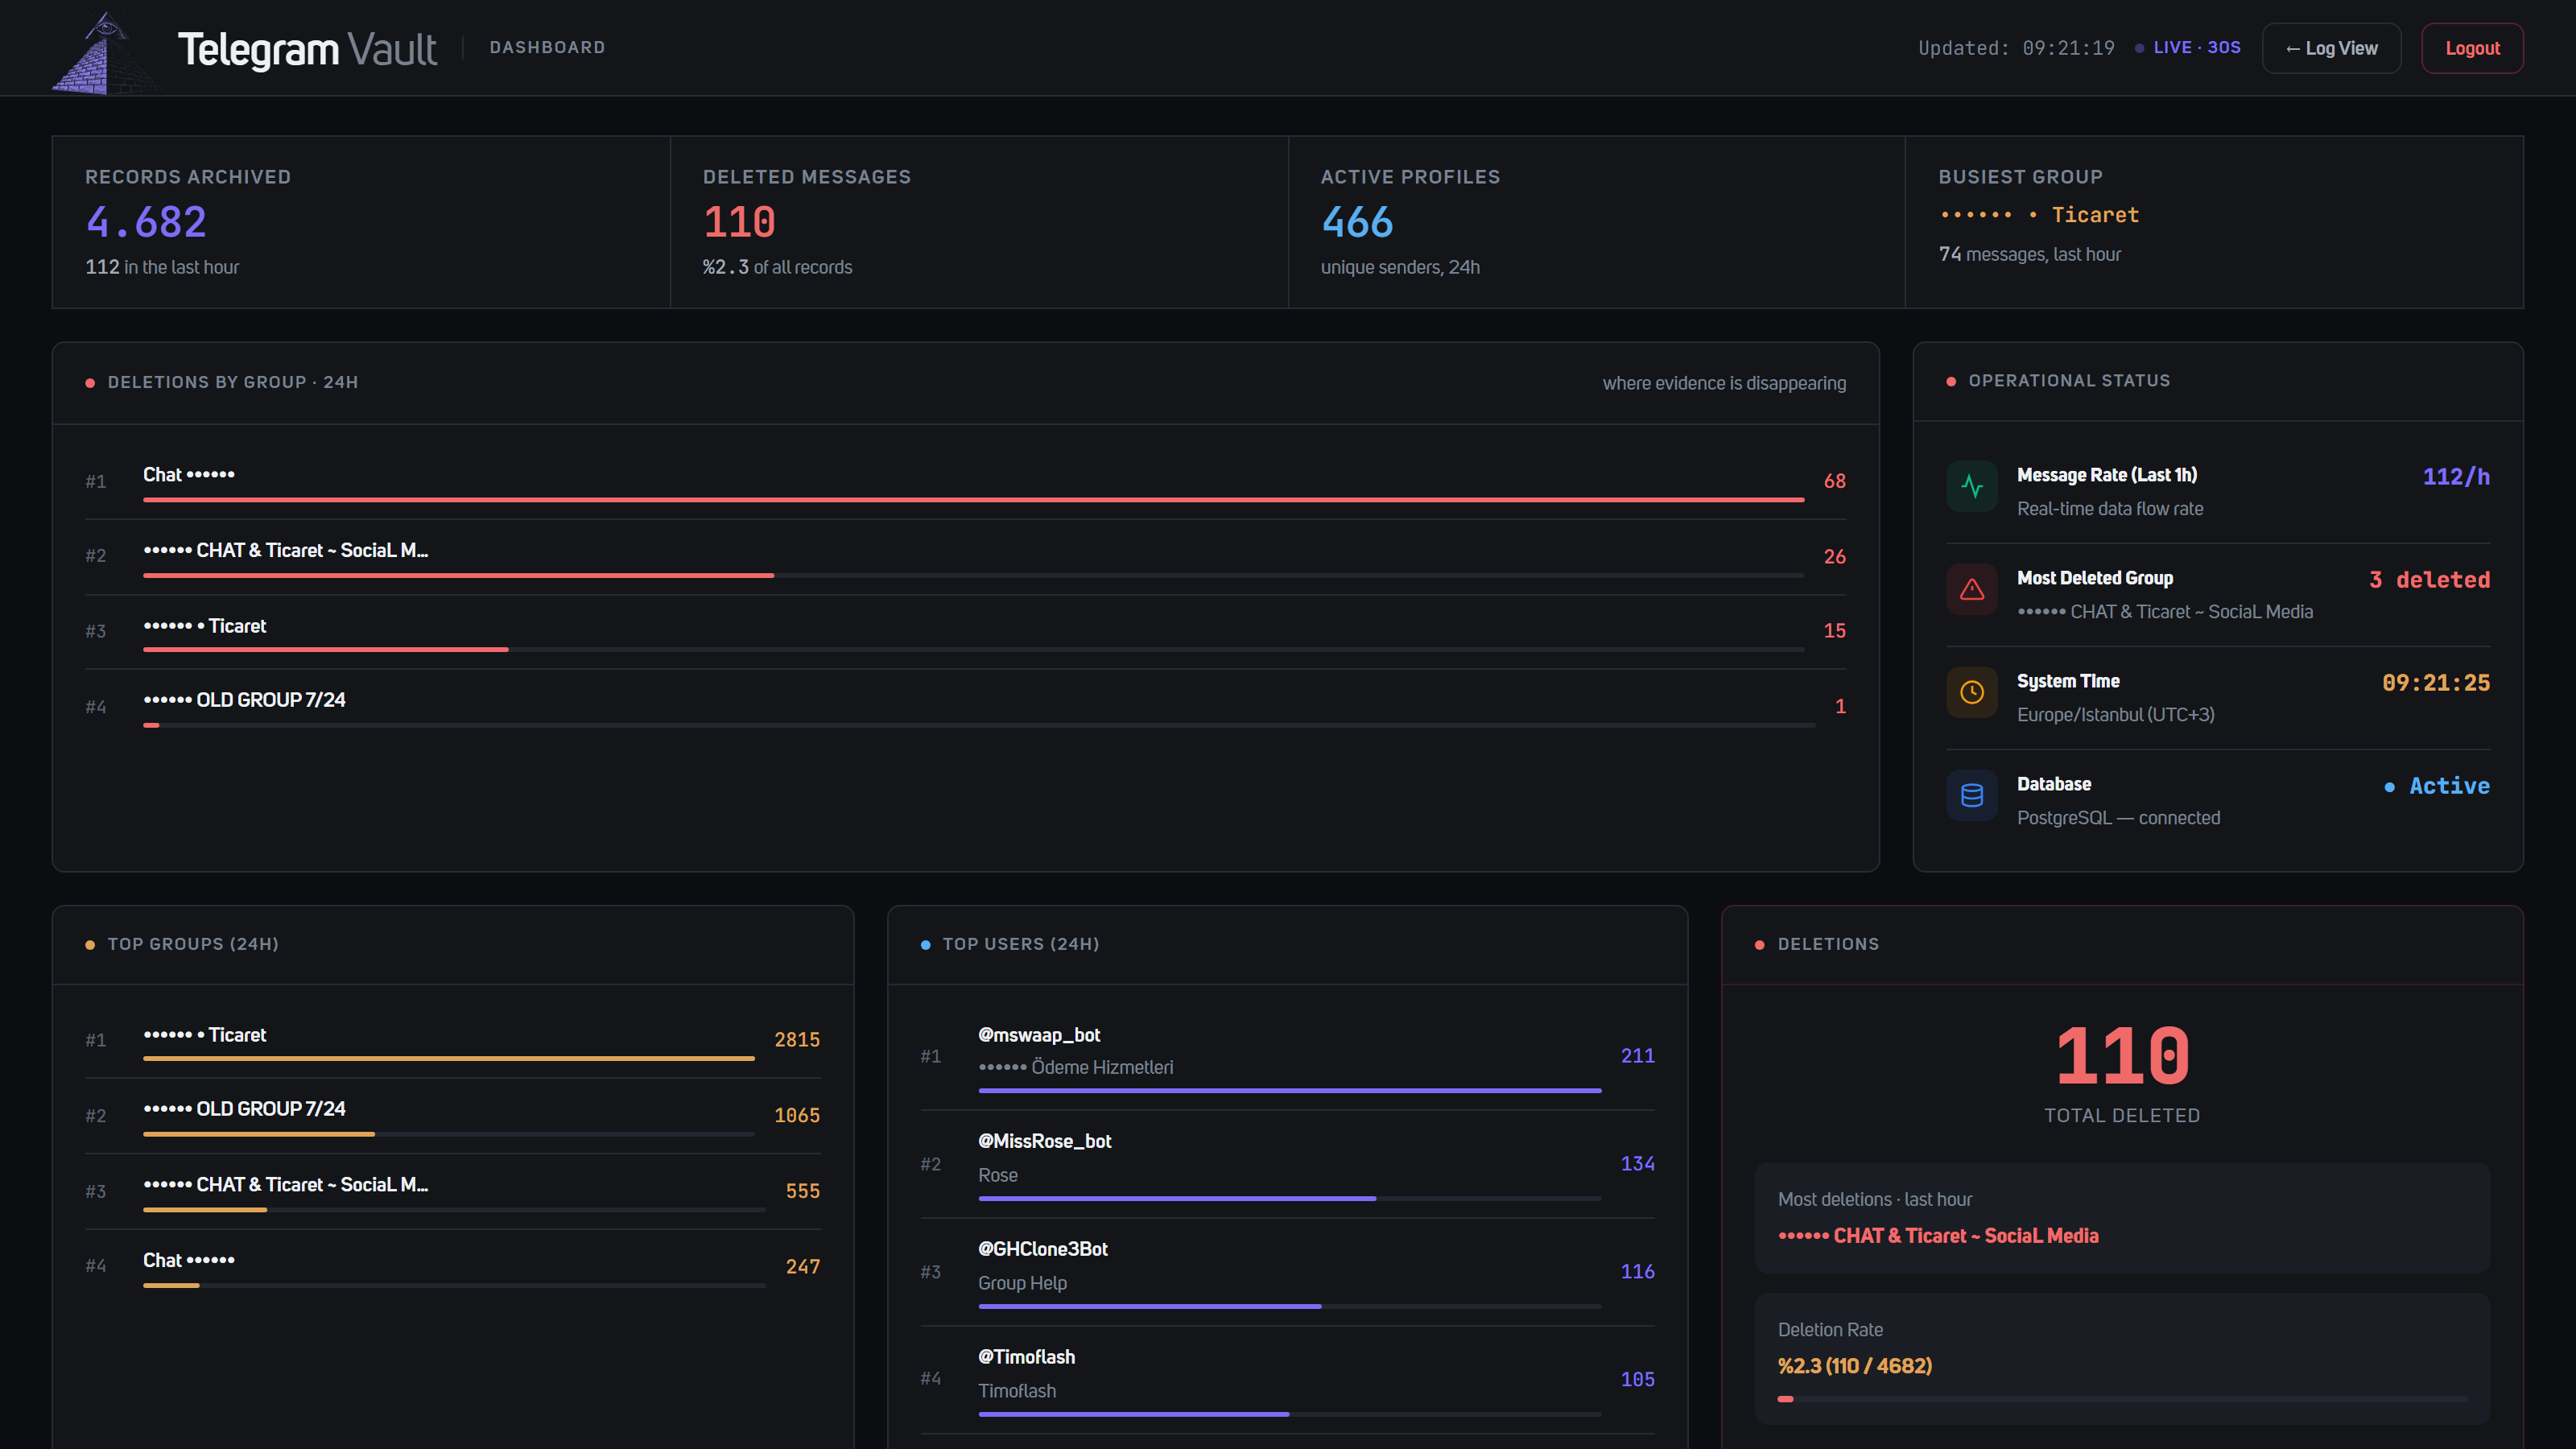 Telegram Vault
DASHBOARD
Updated: 09:21:19
LIVE · 30S
← Log View
Logout
RECORDS ARCHIVED
4.682
112 in the last hour
DELETED MESSAGES
110
%2.3 of all records
ACTIVE PROFILES
466
unique senders, 24h
BUSIEST GROUP
•••••• • Ticaret
74 messages, last hour
DELETIONS BY GROUP · 24H
where evidence is disappearing
#1 Chat •••••• 68
#2 •••••• CHAT & Ticaret ~ SociaL M... 26
#3 •••••• • Ticaret 15
#4 •••••• OLD GROUP 7/24 1
OPERATIONAL STATUS
Message Rate (Last 1h) 112/h
Real-time data flow rate
Most Deleted Group 3 deleted
•••••• CHAT & Ticaret ~ SociaL Media
System Time 09:21:25
Europe/Istanbul (UTC+3)
Database ● Active
PostgreSQL — connected
TOP GROUPS (24H)
#1 •••••• • Ticaret 2815
#2 •••••• OLD GROUP 7/24 1065
#3 •••••• CHAT & Ticaret ~ SociaL M... 555
#4 Chat •••••• 247
TOP USERS (24H)
#1 @mswaap_bot 211
•••••• Ödeme Hizmetleri
#2 @MissRose_bot 134
Rose
#3 @GHClone3Bot 116
Group Help
#4 @Timoflash 105
Timoflash
DELETIONS
110
TOTAL DELETED
Most deletions · last hour
•••••• CHAT & Ticaret ~ SociaL Media
Deletion Rate
%2.3 (110 / 4682)